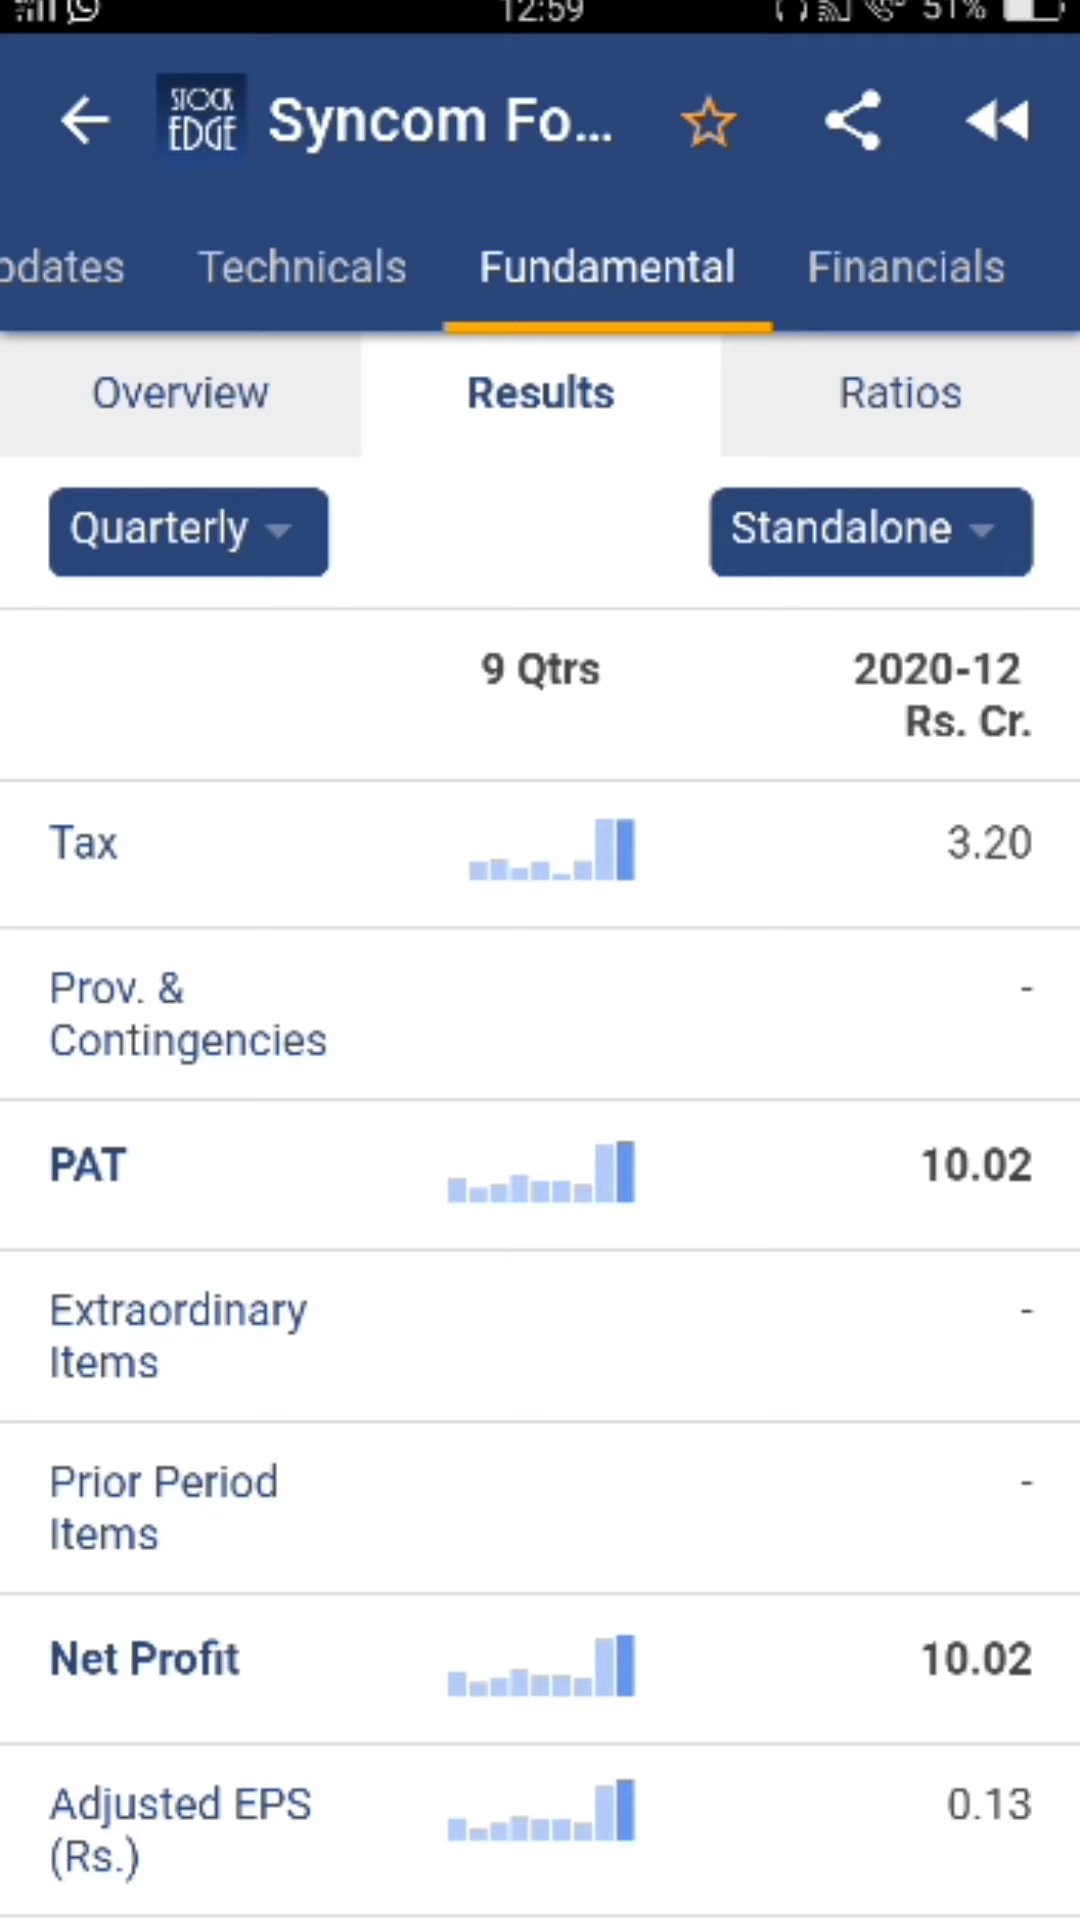 12:59
51%
STOCK
EDGE
Syncom Fo...
pdates Technicals Fundamental Financials
Overview Results Ratios
Quarterly Standalone
9 Qtrs 2020-12
Rs. Cr.
Tax 3.20
Prov. & -
Contingencies
PAT 10.02
Extraordinary -
Items
Prior Period -
Items
Net Profit 10.02
Adjusted EPS 0.13
(Rs.)